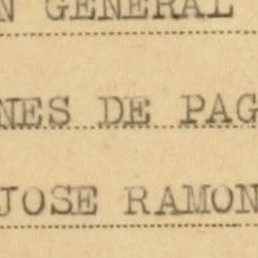 N GENERAL
NES DE PAG
JOSE RAMON